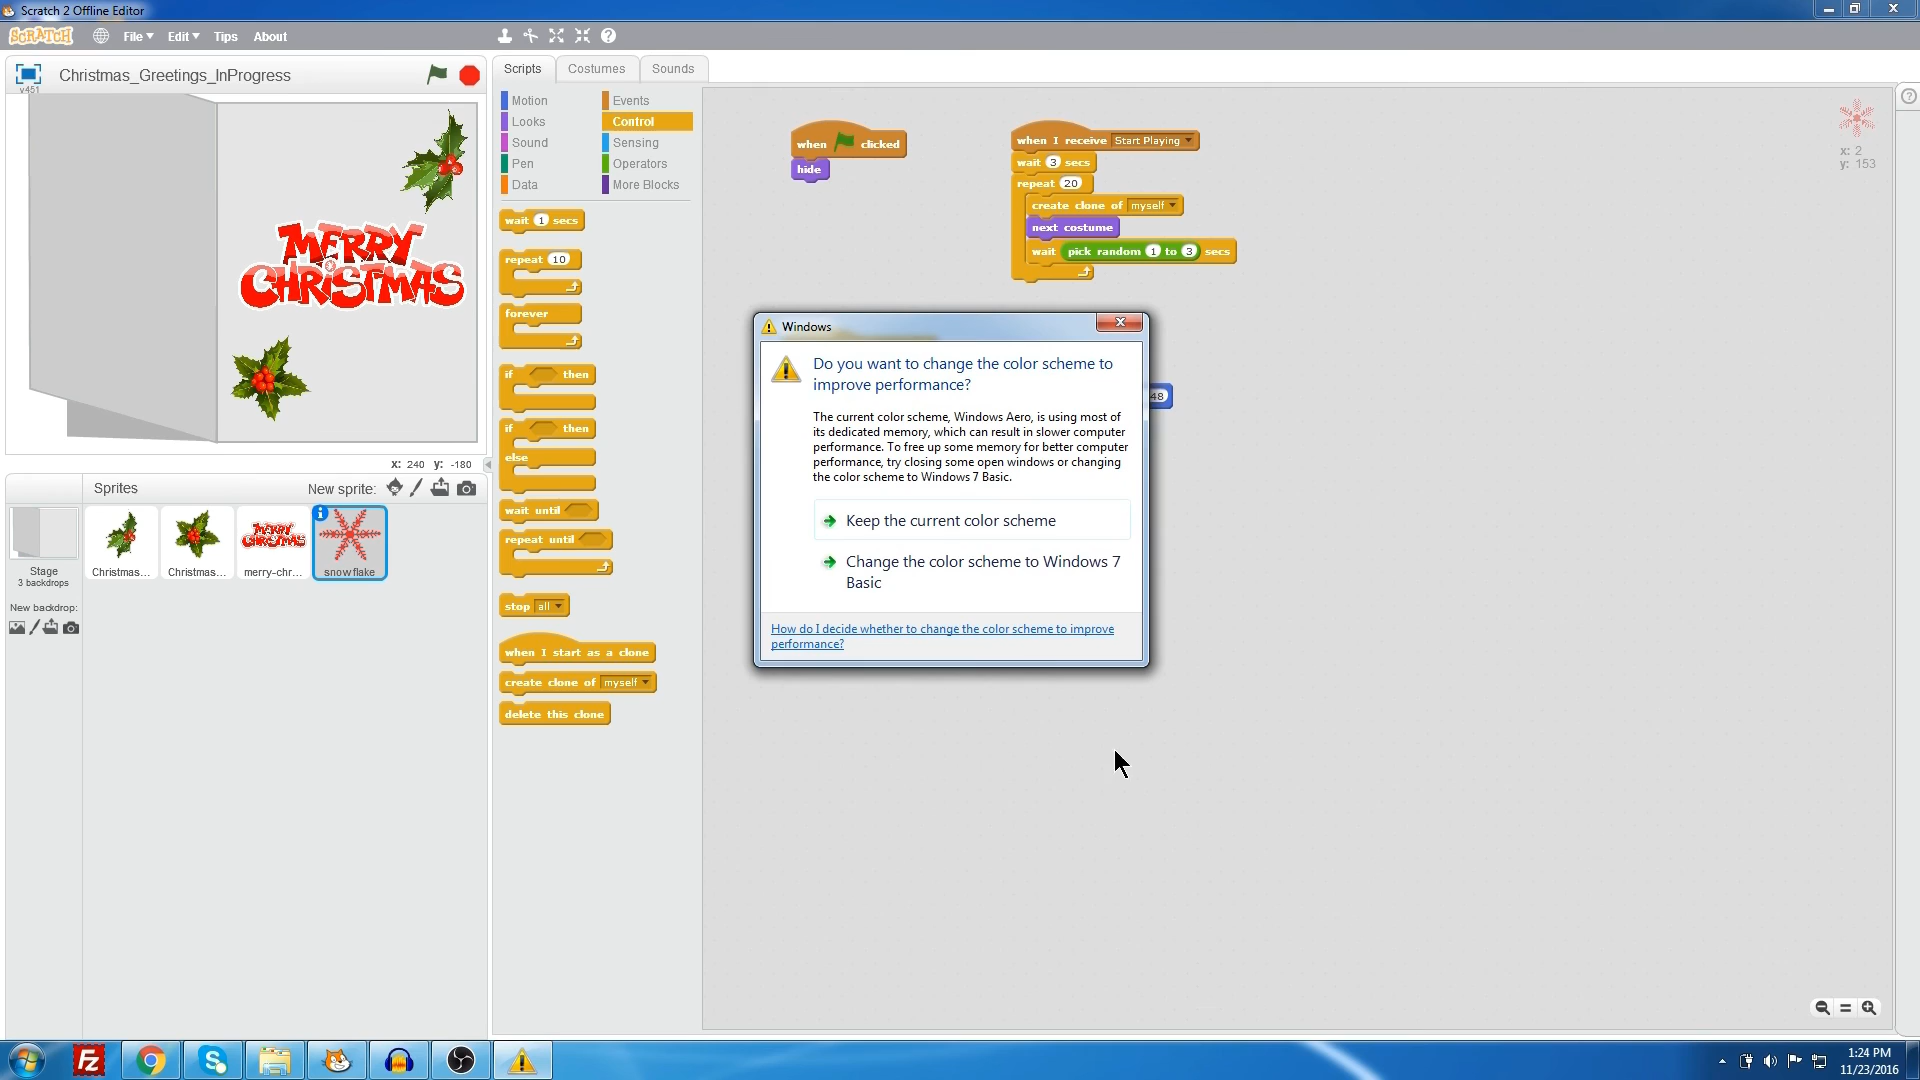 Scratch 2 Offline Editor
SCRATCH File Edit Tips About
v451
Christmas_Greetings_InProgress
MERRY
CHRISTMAS
x: 240 y: -180
Sprites New sprite:
Stage
3 backdrops
New backdrop:
Christmas...
Christmas...
merry-chr...
snowflake
Scripts Costumes Sounds
Motion Events
Looks Control
Sound Sensing
Pen Operators
Data More Blocks
wait 1 secs
repeat 10
forever
if then
if then
else
wait until
repeat until
stop all
when I start as a clone
create clone of myself
delete this clone
when clicked
hide
when I receive Start Playing
wait 3 secs
repeat 20
create clone of myself
next costume
wait pick random 1 to 3 secs
x: 2
y: 153
48
Windows
Do you want to change the color scheme to
improve performance?
The current color scheme, Windows Aero, is using most of
its dedicated memory, which can result in slower computer
performance. To free up some memory for better computer
performance, try closing some open windows or changing
the color scheme to Windows 7 Basic.
Keep the current color scheme
Change the color scheme to Windows 7
Basic
How do I decide whether to change the color scheme to improve
performance?
Fz
1:24 PM
11/23/2016